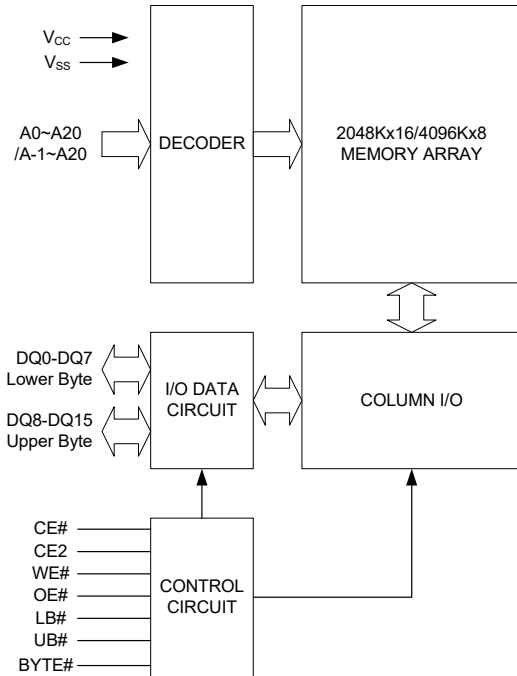 VCC
VSS
A0~A20
/A-1~A20
DECODER
2048Kx16/4096Kx8
MEMORY ARRAY
DQ0-DQ7
Lower Byte
DQ8-DQ15
Upper Byte
I/O DATA
CIRCUIT
COLUMN I/O
CE#
CE2
WE#
OE#
LB#
UB#
BYTE#
CONTROL
CIRCUIT